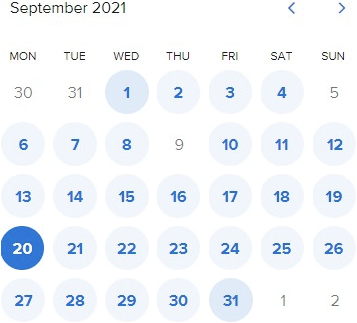 September 2021
MON TUE WED THU FRI SAT SUN
30 31 1 2 3 4 5
6 7 8 9 10 11 12
13 14 15 16 17 18 19
20 21 22 23 24 25 26
27 28 29 30 31 1 2